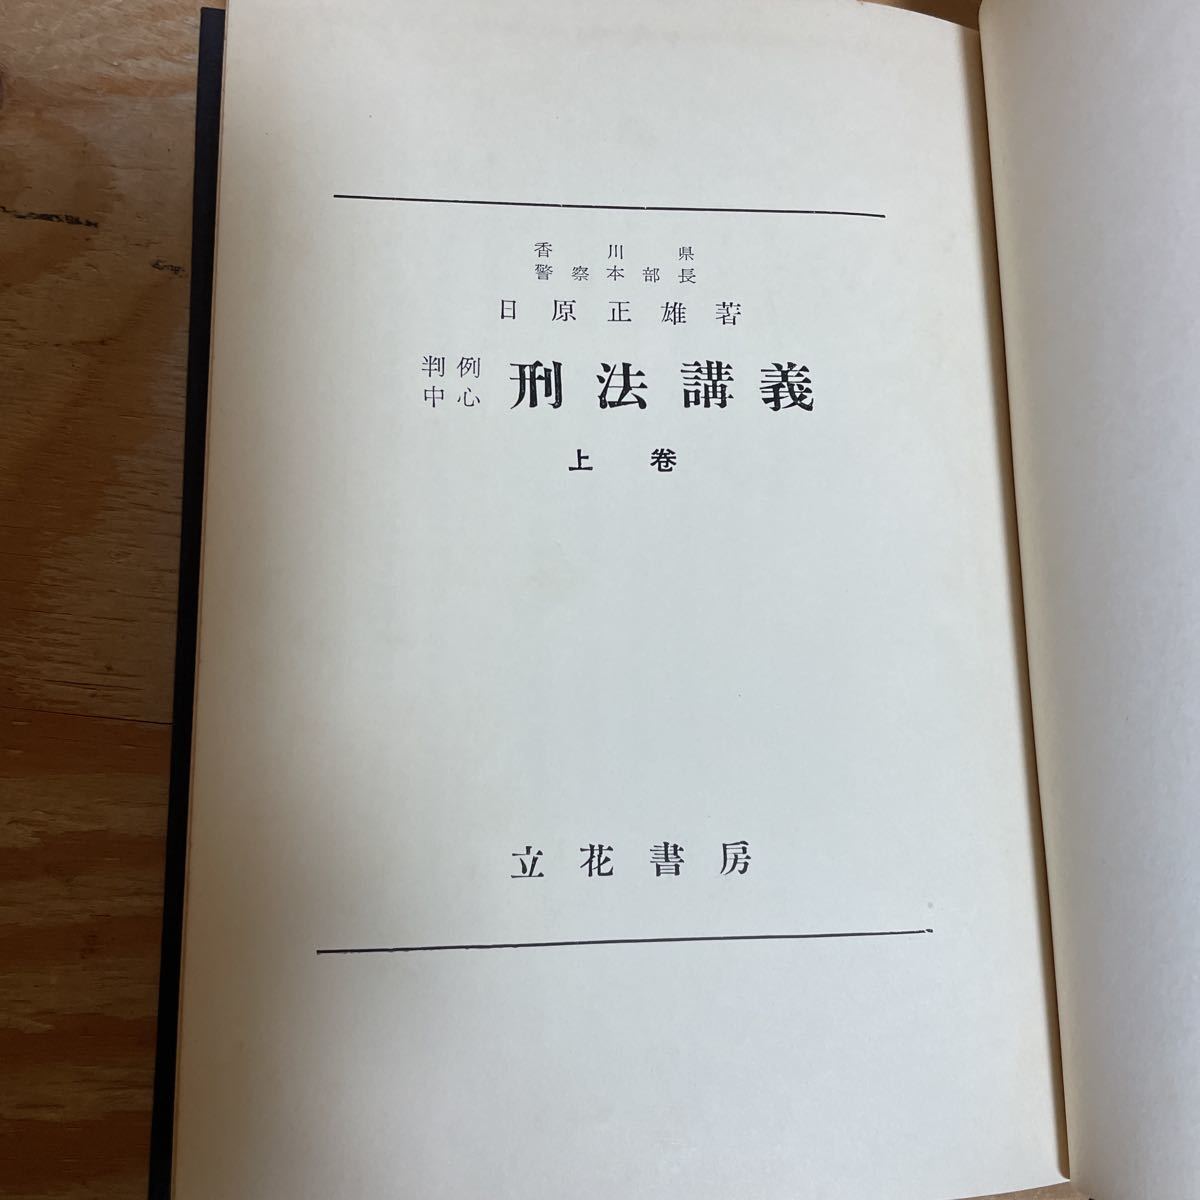 香川県
警察本部長
日原正雄著
判例
中心
刑法講義
上巻
立花書房